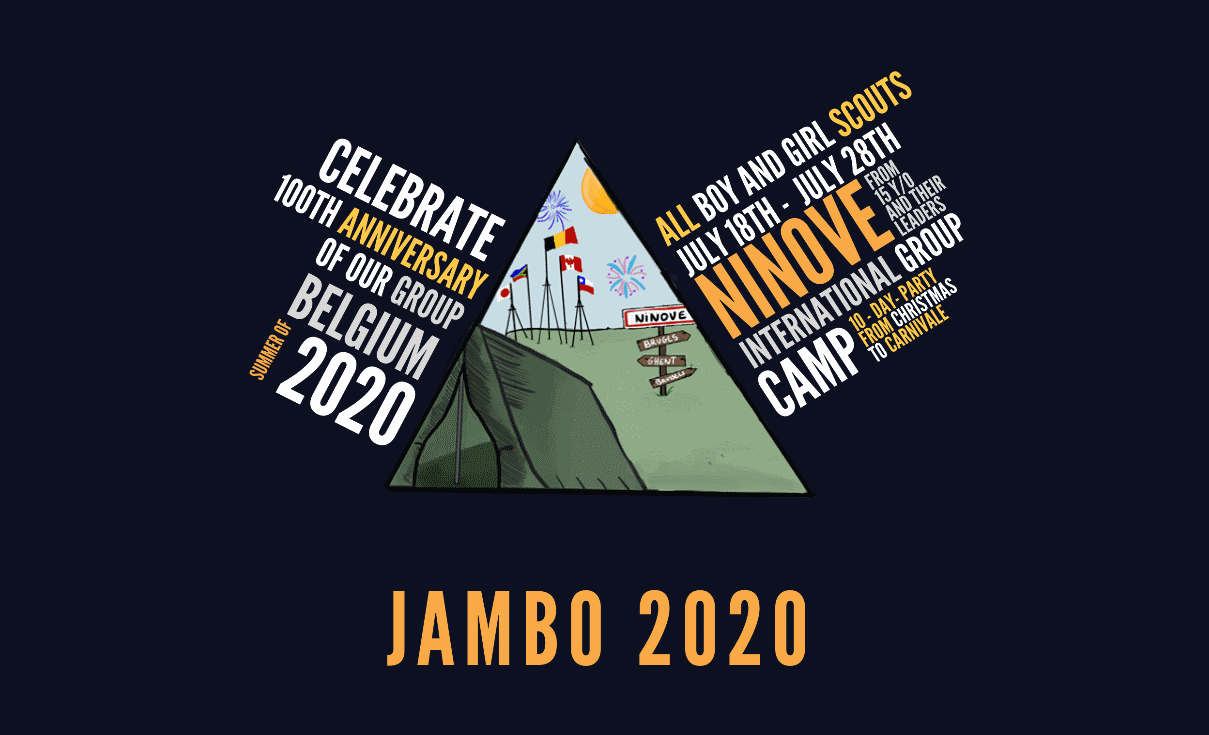 CELEBRATE
100TH ANNIVERSARY
OF OUR GROUP
BELGIUM
SUMMER OF
2020
NINOVE
BRUGES
GHENT
BRUSSELS
ALL BOY AND GIRL SCOUTS
JULY 18TH - JULY 28TH
NINOVE
FROM
15 Y/O
AND THEIR
LEADERS
INTERNATIONAL GROUP
CAMP
10 - DAY- PARTY
FROM CHRISTMAS
TO CARNIVALE
JAMBO 2020